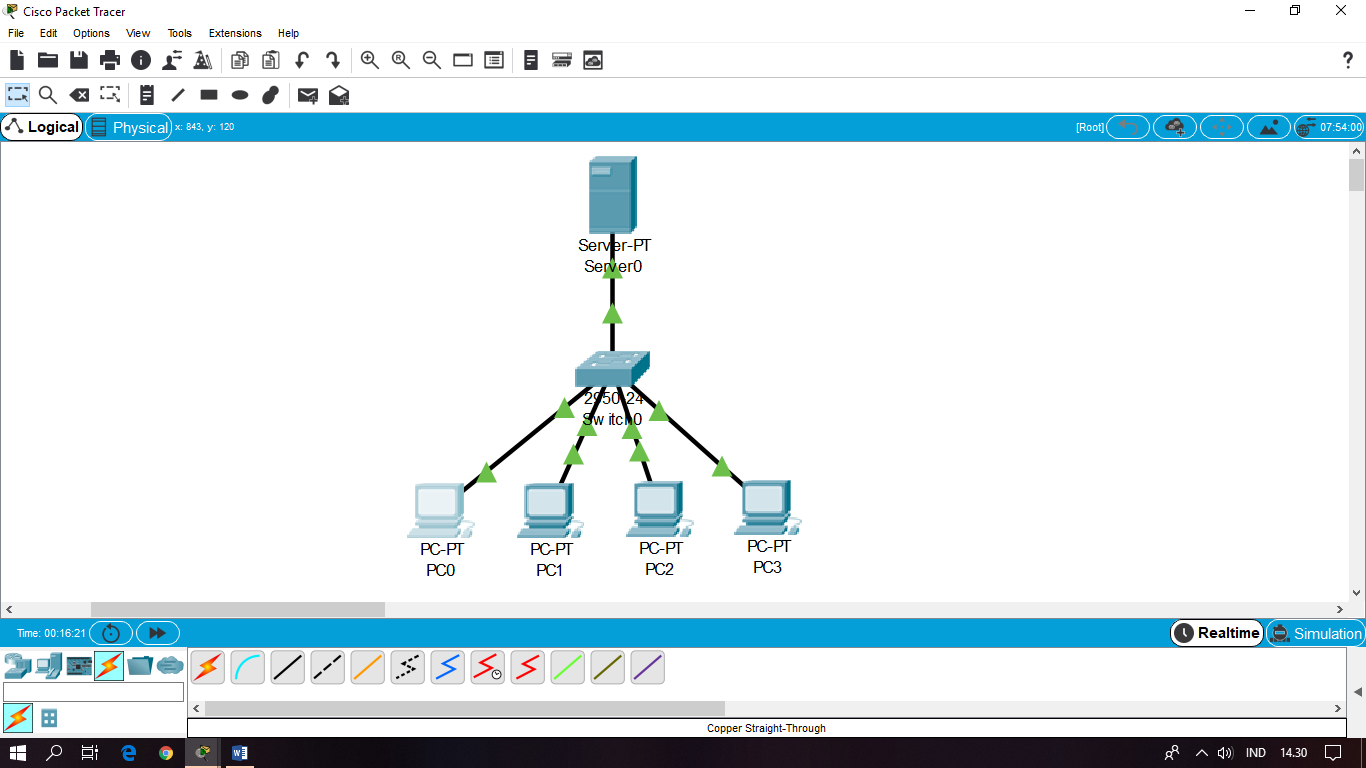 Cisco Packet Tracer
File Edit Options View Tools Extensions Help
R
?
Logical Physical x: 843, y: 120 [Root] 07:54:00
Server-PT
Server0
2950-24
Switch0
PC-PT PC-PT PC-PT PC-PT
PC0 PC1 PC2 PC3
Time: 00:16:21 Realtime Simulation
Copper Straight-Through
IND 14.30